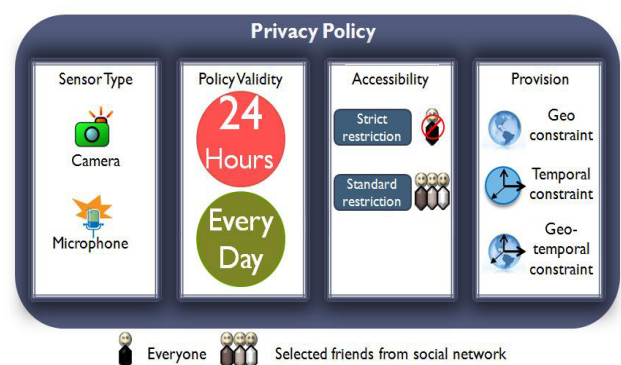 Privacy Policy
Sensor Type
Camera
Microphone
Policy Validity
24
Hours
Every
Day
Accessibility
Strict
restriction
Standard
restriction
Provision
Geo
constraint
Temporal
constraint
Geo-
temporal
constraint
Everyone
Selected friends from social network